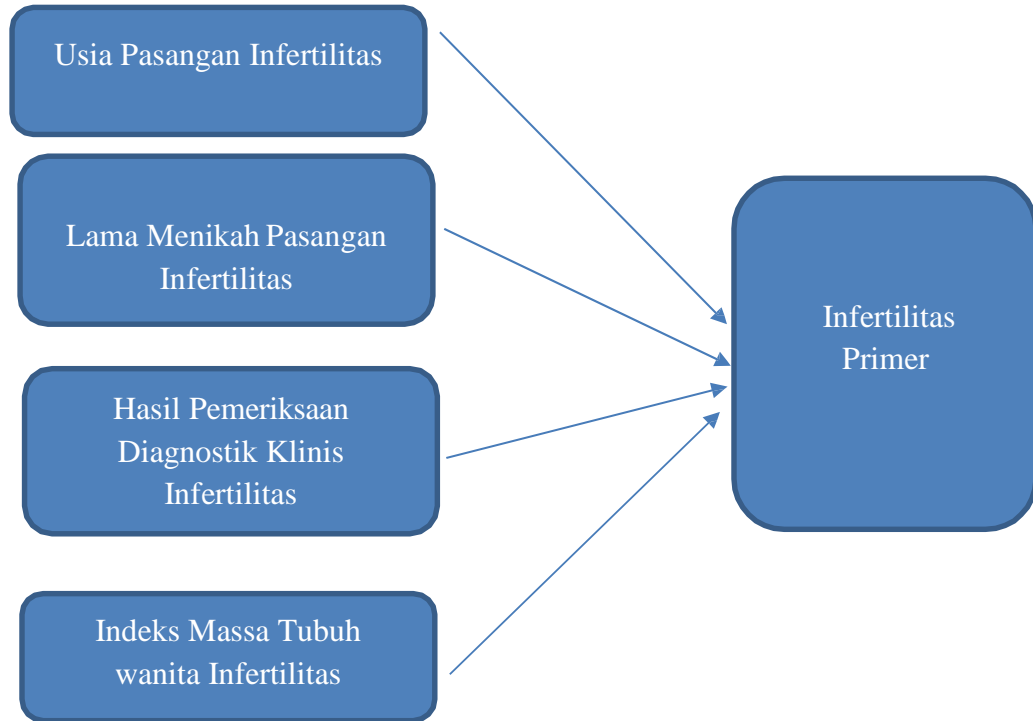 Usia Pasangan Infertilitas
Lama Menikah Pasangan
Infertilitas
Hasil Pemeriksaan
Diagnostik Klinis
Infertilitas
Indeks Massa Tubuh
wanita Infertilitas
Infertilitas
Primer